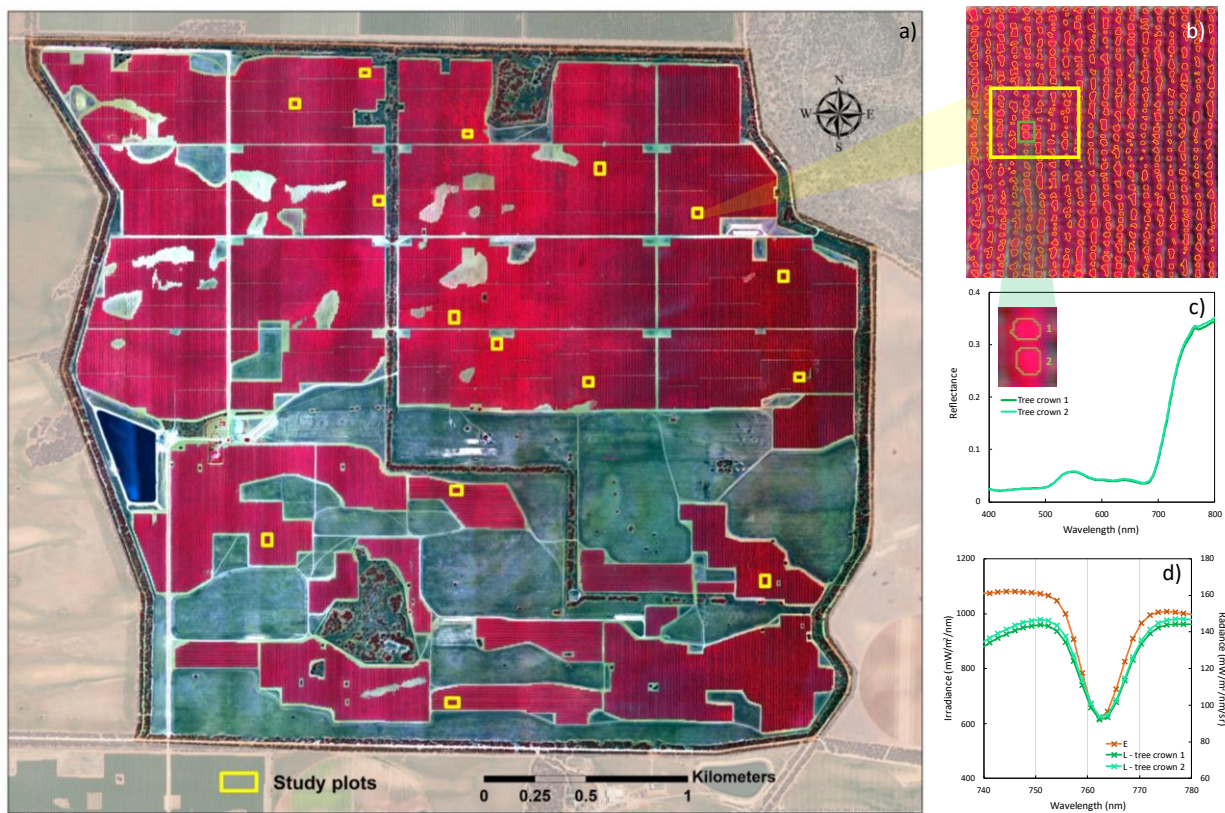 a)
N
W E
S
Study plots
Kilometers
0 0.25 0.5 1
b)
c)
0.4
0.3
0.2
0.1
0
Reflectance
1
2
Tree crown 1
Tree crown 2
400 500 600 700 800
Wavelength (nm)
d)
1200
1000
800
600
400
Irradiance (mW/m²/nm)
180
160
140
120
100
80
60
Radiance (mW/m²/nm/sr)
E
L - tree crown 1
L - tree crown 2
740 750 760 770 780
Wavelength (nm)